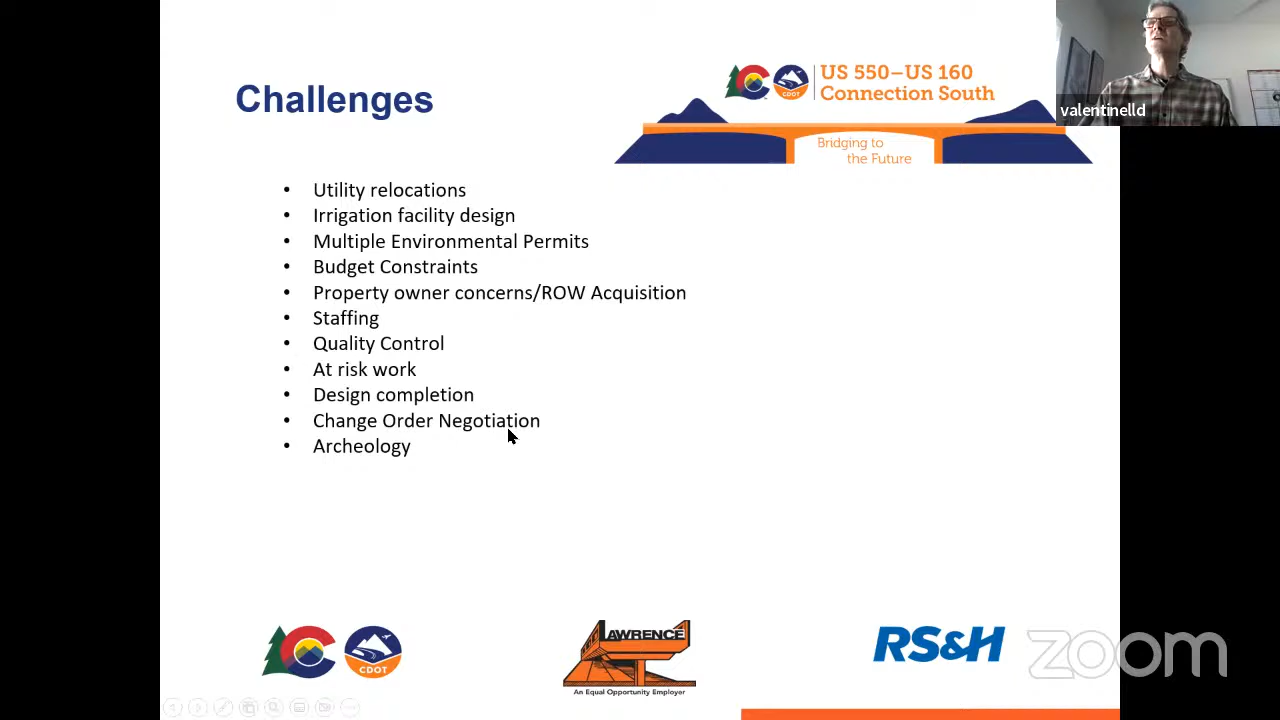 Challenges
US 550–US 160
Connection South
CDOT
Bridging to
the Future
valentinelld
• Utility relocations
• Irrigation facility design
• Multiple Environmental Permits
• Budget Constraints
• Property owner concerns/ROW Acquisition
• Staffing
• Quality Control
• At risk work
• Design completion
• Change Order Negotiation
• Archeology
CDOT
LAWRENCE
An Equal Opportunity Employer
RS&H
zoom